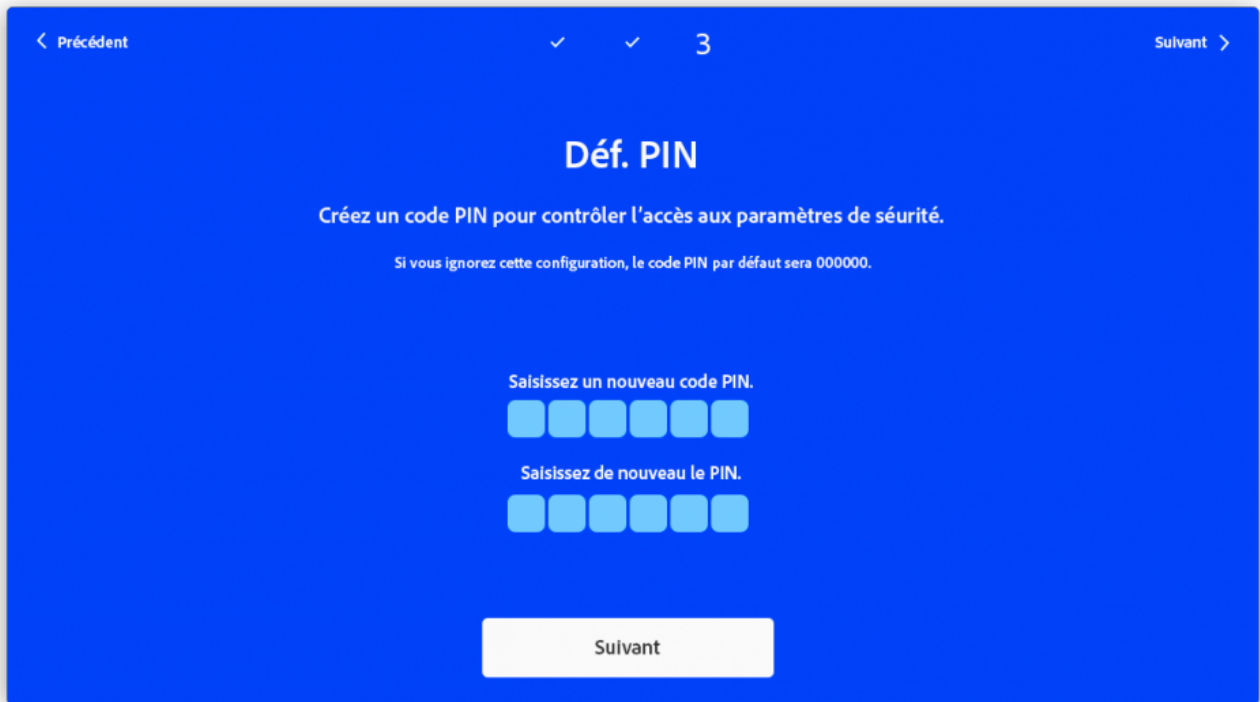 Précédent
3
Suivant
Déf. PIN
Créez un code PIN pour contrôler l'accès aux paramètres de séurité.
Si vous ignorez cette configuration, le code PIN par défaut sera 000000.
Saisissez un nouveau code PIN.
Saisissez de nouveau le PIN.
Suivant